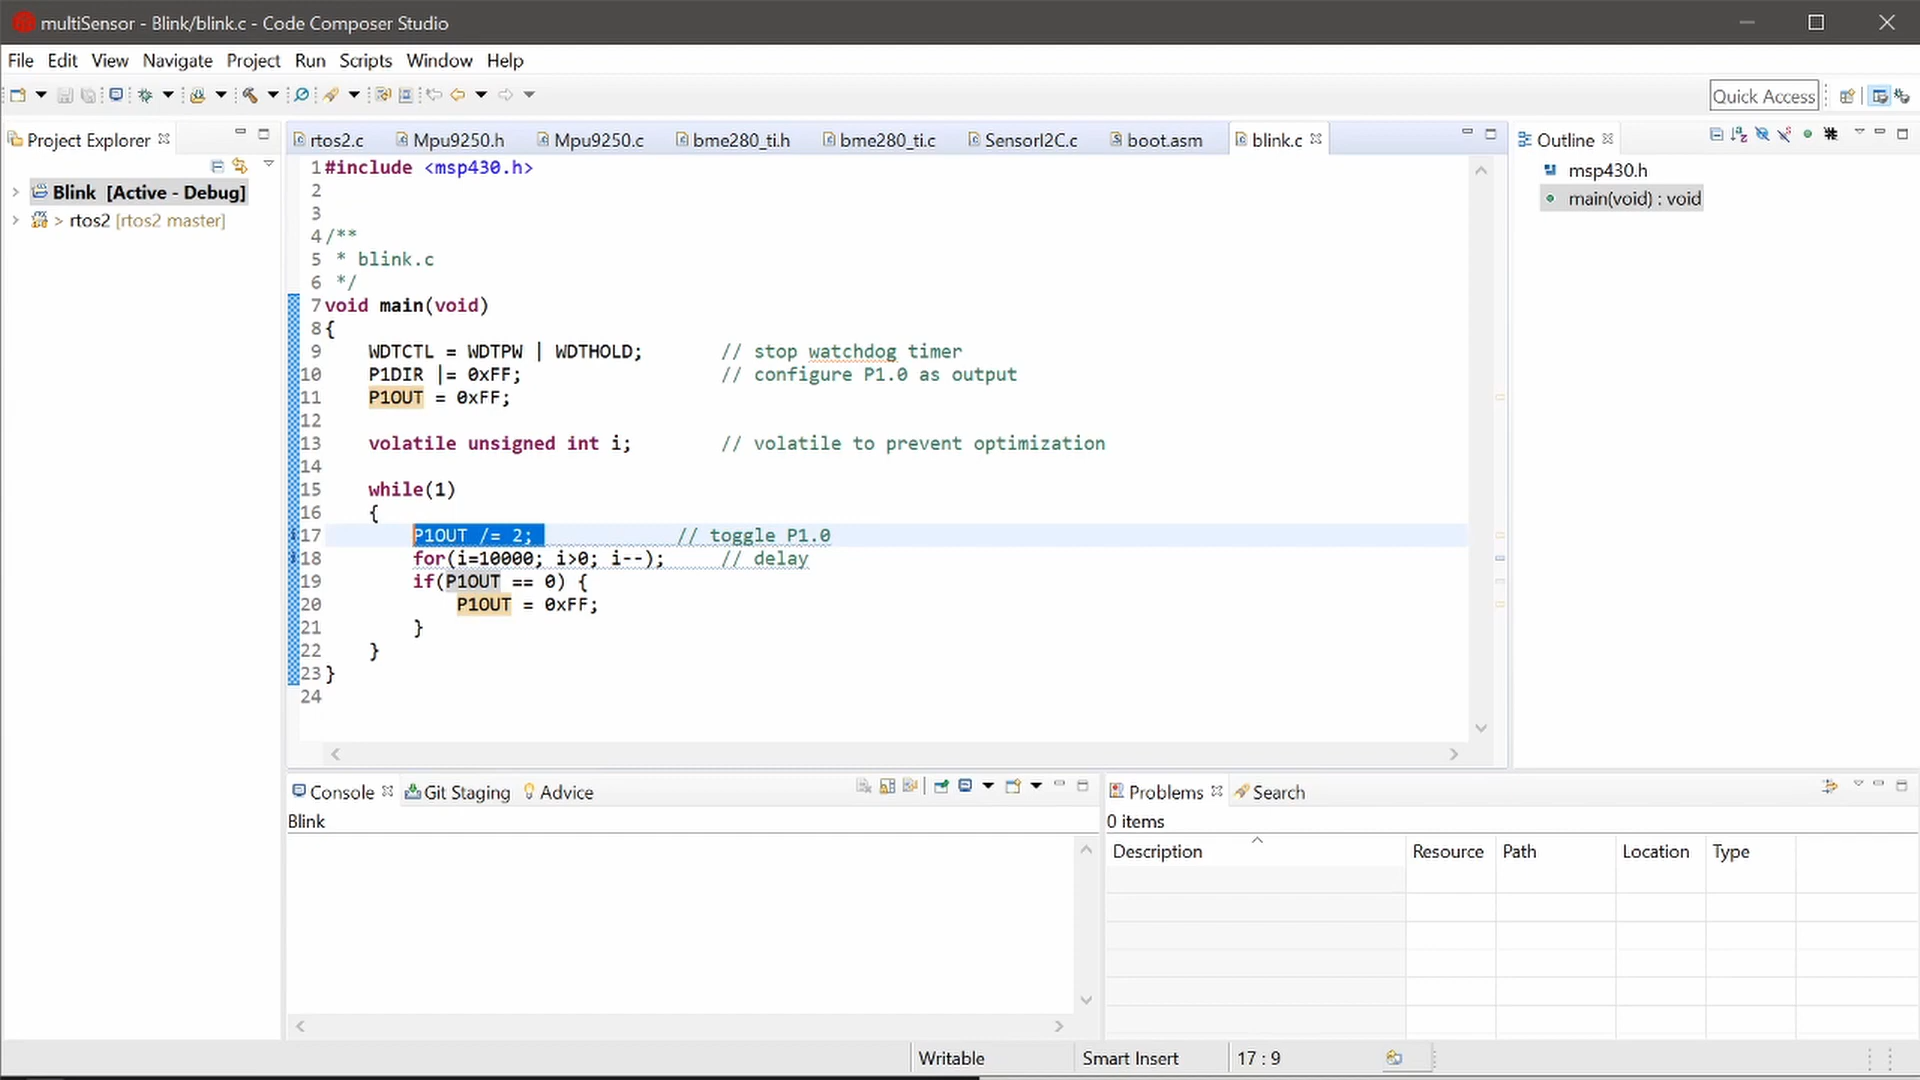 multiSensor - Blink/blink.c - Code Composer Studio
File Edit View Navigate Project Run Scripts Window Help
Quick Access
Project Explorer
Blink [Active - Debug]
> rtos2 [rtos2 master]
rtos2.c Mpu9250.h Mpu9250.c bme280_ti.h bme280_ti.c SensorI2C.c boot.asm blink.c
1 #include <msp430.h>
2
3
4 /**
5 * blink.c
6 */
7 void main(void)
8 {
9 WDTCTL = WDTPW | WDTHOLD; // stop watchdog timer
10 P1DIR |= 0xFF; // configure P1.0 as output
11 P1OUT = 0xFF;
12
13 volatile unsigned int i; // volatile to prevent optimization
14
15 while(1)
16 {
17 P1OUT /= 2; // toggle P1.0
18 for(i=10000; i>0; i--); // delay
19 if(P1OUT == 0) {
20 P1OUT = 0xFF;
21 }
22 }
23 }
24
Outline
msp430.h
main(void) : void
Console Git Staging Advice
Blink
Problems Search
0 items
Description Resource Path Location Type
Writable Smart Insert 17 : 9